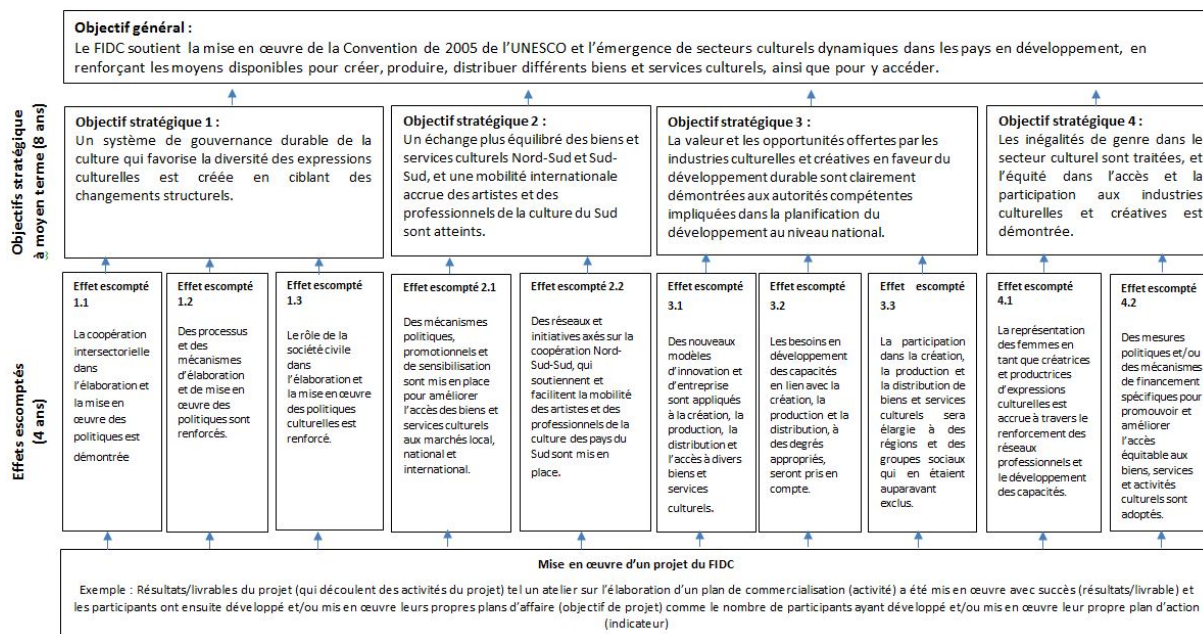 Objectif général :
Le FIDC soutient la mise en œuvre de la Convention de 2005 de l'UNESCO et l'émergence de secteurs culturels dynamiques dans les pays en développement, en
renforçant les moyens disponibles pour créer, produire, distribuer différents biens et services culturels, ainsi que pour y accéder.
Objectifs stratégique
à moyen terme (8 ans)
Objectif stratégique 1 :
Un système de gouvernance durable de la
culture qui favorise la diversité des expressions
culturelles est créée en ciblant des
changements structurels.
Objectif stratégique 2 :
Un échange plus équilibré des biens et
services culturels Nord-Sud et Sud-
Sud, et une mobilité internationale
accrue des artistes et des
professionnels de la culture du Sud
sont atteints.
Objectif stratégique 3 :
La valeur et les opportunités offertes par les
industries culturelles et créatives en faveur du
développement durable sont clairement
démontrées aux autorités compétentes
impliquées dans la planification du
développement au niveau national.
Objectif stratégique 4 :
Les inégalités de genre dans le
secteur culturel sont traitées, et
l'équité dans l'accès et la
participation aux industries
culturelles et créatives est
démontrée.
Effets escomptés
(4 ans)
Effet escompté
1.1
La coopération
intersectorielle
dans
l'élaboration et
la mise en
œuvre des
politiques est
démontrée
Effet escompté
1.2
Des processus
et des
mécanismes
d'élaboration
et de mise en
œuvre des
politiques sont
renforcés.
Effet escompté
1.3
Le rôle de la
société civile
dans
l'élaboration et
la mise en œuvre
des politiques
culturelles est
renforcé.
Effet escompté 2.1
Des mécanismes
politiques,
promotionnels et
de sensibilisation
sont mis en place
pour améliorer
l'accès des biens et
services culturels
aux marchés local,
national et
international.
Effet escompté 2.2
Des réseaux et
initiatives axés sur la
coopération Nord-
Sud-Sud, qui
soutiennent et
facilitent la mobilité
des artistes et des
professionnels de la
culture des pays du
Sud sont mis en
place.
Effet escompté
3.1
Des nouveaux
modèles
d'innovation et
d'entreprise
sont appliqués
à la création, la
production, la
distribution et
l'accès à divers
biens et
services
culturels.
Effet escompté
3.2
Les besoins en
développement
des capacités
en lien avec la
création, la
production et la
distribution, à
des degrés
appropriés,
seront pris en
compte.
Effet escompté
3.3
La participation
dans la création,
la production et
la distribution de
biens et services
culturels sera
élargie à des
régions et des
groupes sociaux
qui en étaient
auparavant
exclus.
Effet escompté
4.1
La représentation
des femmes en
tant que créatrices
et productrices
d'expressions
culturelles est
accrue à travers le
renforcement des
réseaux
professionnels et
le développement
des capacités.
Effet escompté
4.2
Des mesures
politiques et/ou
des mécanismes
de financement
spécifiques pour
promouvoir et
améliorer
l'accès
équitable aux
biens, services
et activités
culturels sont
adoptés.
Mise en œuvre d'un projet du FIDC
Exemple : Résultats/livrables du projet (qui découlent des activités du projet) tel un atelier sur l'élaboration d'un plan de commercialisation (activité) a été mis en œuvre avec succès (résultats/livrable) et
les participants ont ensuite développé et/ou mis en œuvre leurs propres plans d'affaire (objectif de projet) comme le nombre de participants ayant développé et/ou mis en œuvre leur propre plan d'action
(indicateur)